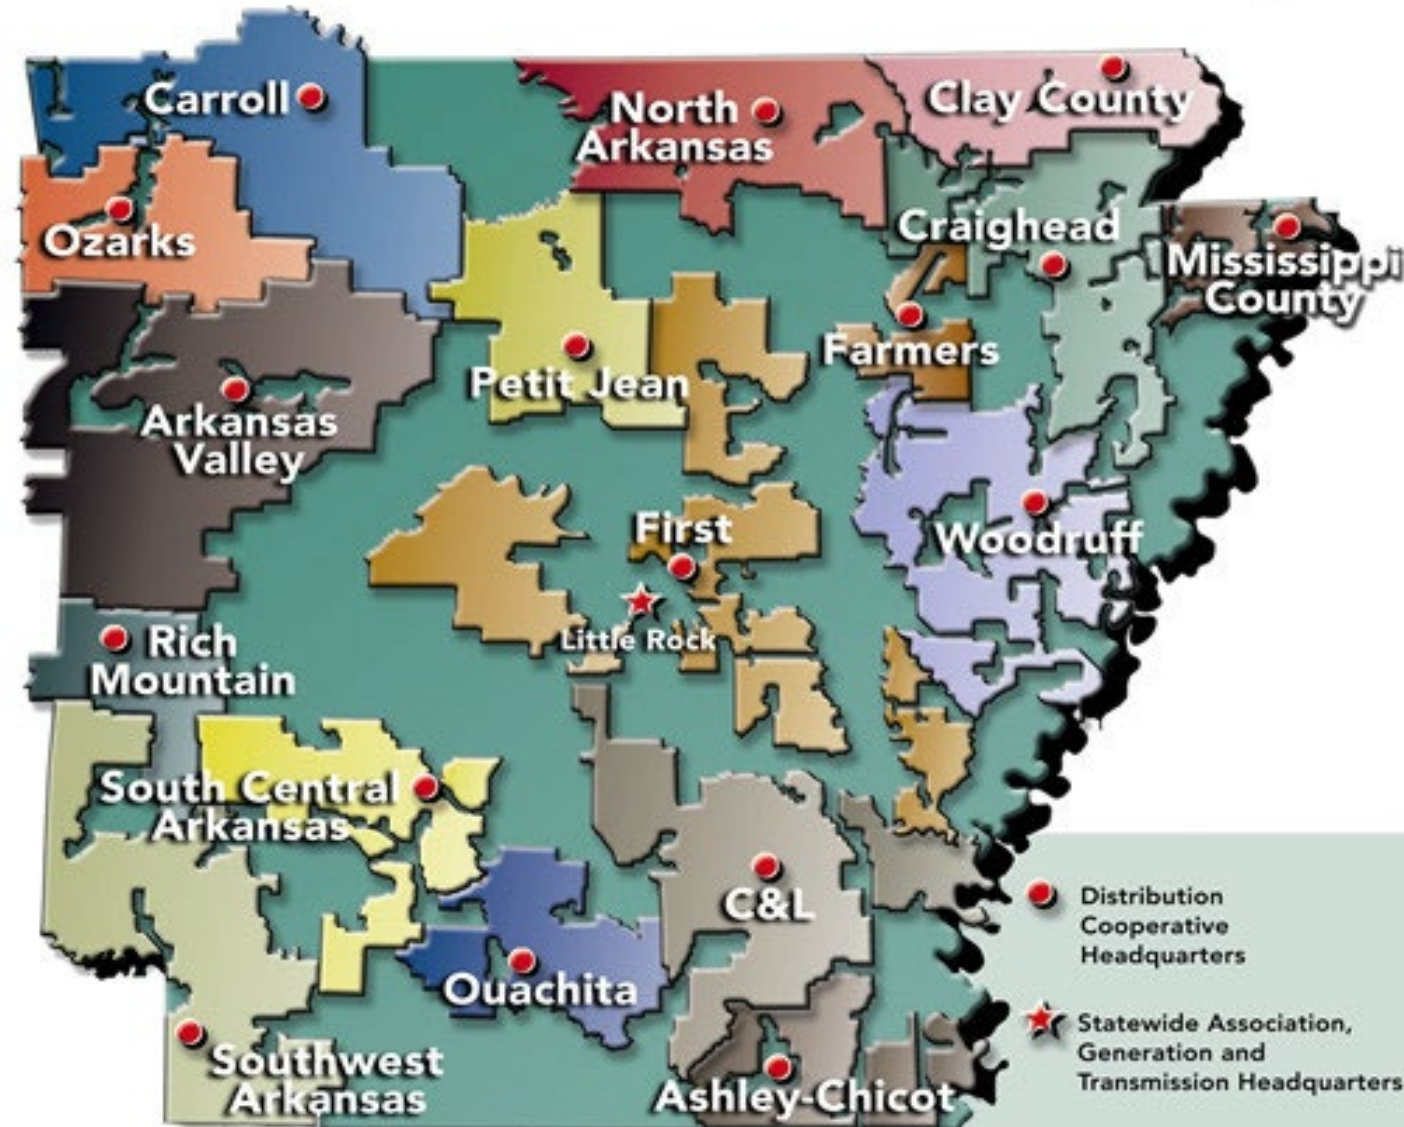 Carroll
North
Arkansas
Clay County
Ozarks
Craighead
Mississippi
County
Farmers
Petit Jean
Arkansas
Valley
First
Woodruff
Little Rock
Rich
Mountain
South Central
Arkansas
C&L
Ouachita
Southwest
Arkansas
Ashley-Chicot
Distribution
Cooperative
Headquarters
Statewide Association,
Generation and
Transmission Headquarters